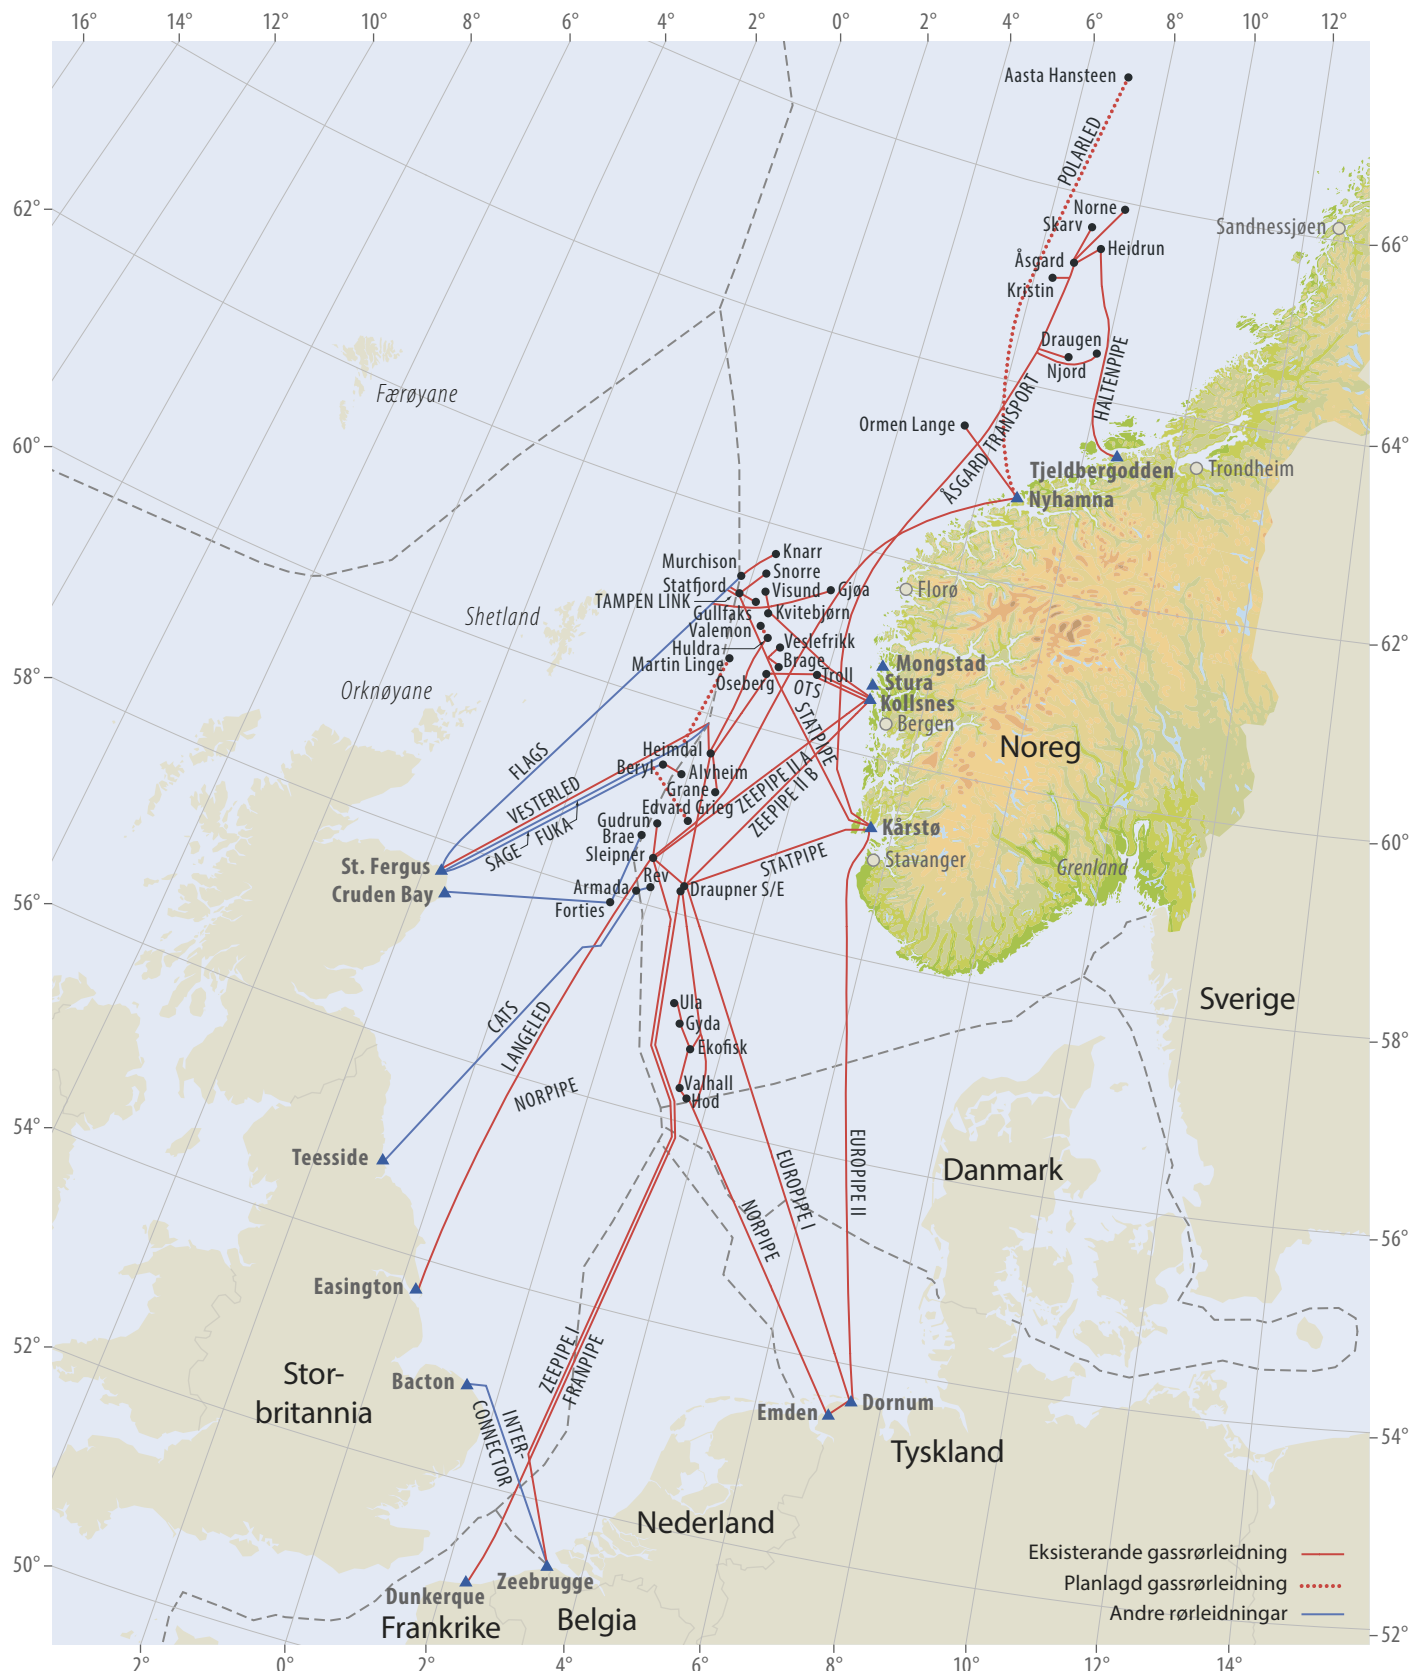 16° 14° 12° 10° 8° 6° 4° 2° 0° 2° 4° 6° 8° 10° 12°
Aasta Hansteen
POLARLED
62°
Norne
Skarv
Sandnessjøen
66°
Heidrun
Åsgard
Kristin
Draugen
Njord
HALTENPIPE
Færøyane
ÅSGARD TRANSPORT
Ormen Lange
60°
64°
Tjeldbergodden
Trondheim
Nyhamna
Knarr
Murchison
Snorre
Statfjord
Visund
Gjøa
Florø
TAMPEN LINK
Gullfaks
Kvitebjørn
Shetland
Valemon
Veslefrikk
62°
Huldra
Brage
Martin Linge
Mongstad
58°
Oseberg
Troll
Stura
OTS
Orknøyane
Kollsnes
STATPIPE
Bergen
Noreg
FLAGS
Heimdal
Beryl
Alvheim
Grane
ZEEPIPE II A
ZEEPIPE II B
VESTERLED
Edvard Grieg
SAGE
FUKA
Gudrun
Brae
Kårstø
60°
Sleipner
STATPIPE
Stavanger
Grenland
St. Fergus
Rev
Cruden Bay
Armada
Draupner S/E
56°
Forties
Sverige
Ula
CATS
LANGELED
Gyda
58°
Ekofisk
Valhall
NORPIPE
Hod
54°
Teesside
EUROPIPE II
Danmark
EUROPIPE I
NORPIPE
56°
Easington
52°
ZEEPIPE I
FRANPIPE
Stor-
britannia
Bacton
INTER-
CONNECTOR
Dornum
Emden
54°
Tyskland
Nederland
Eksisterande gassrørleidning
50°
Planlagd gassrørleidning
Zeebrugge
Dunkerque
Andre rørleidningar
Belgia
Frankrike
52°
2° 0° 2° 4° 6° 8° 10° 12° 14°